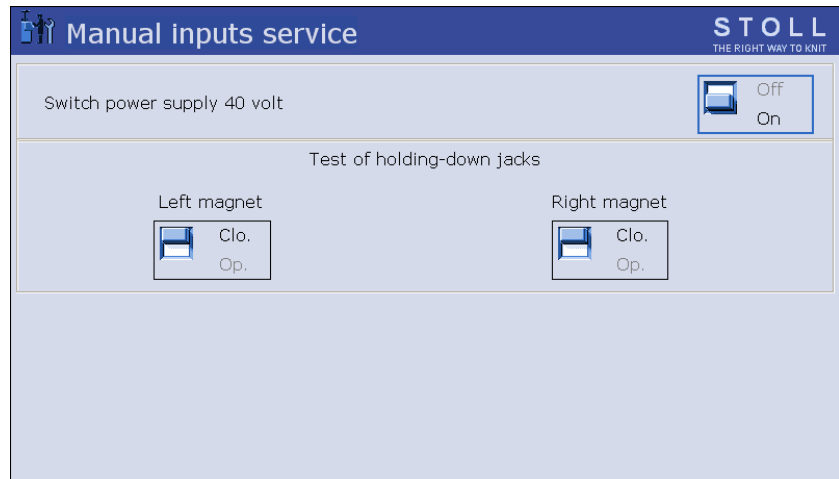 Manual inputs service
STOLL
THE RIGHT WAY TO KNIT
Switch power supply 40 volt
Off
On
Test of holding-down jacks
Left magnet
Right magnet
Clo.
Op.
Clo.
Op.